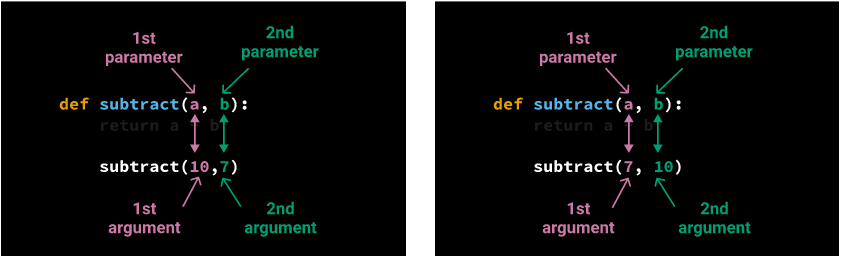 1st
parameter
2nd
parameter
def subtract(a, b):
return a - b
subtract(10,7)
1st
argument
2nd
argument
1st
parameter
2nd
parameter
def subtract(a, b):
return a - b
subtract(7, 10)
1st
argument
2nd
argument